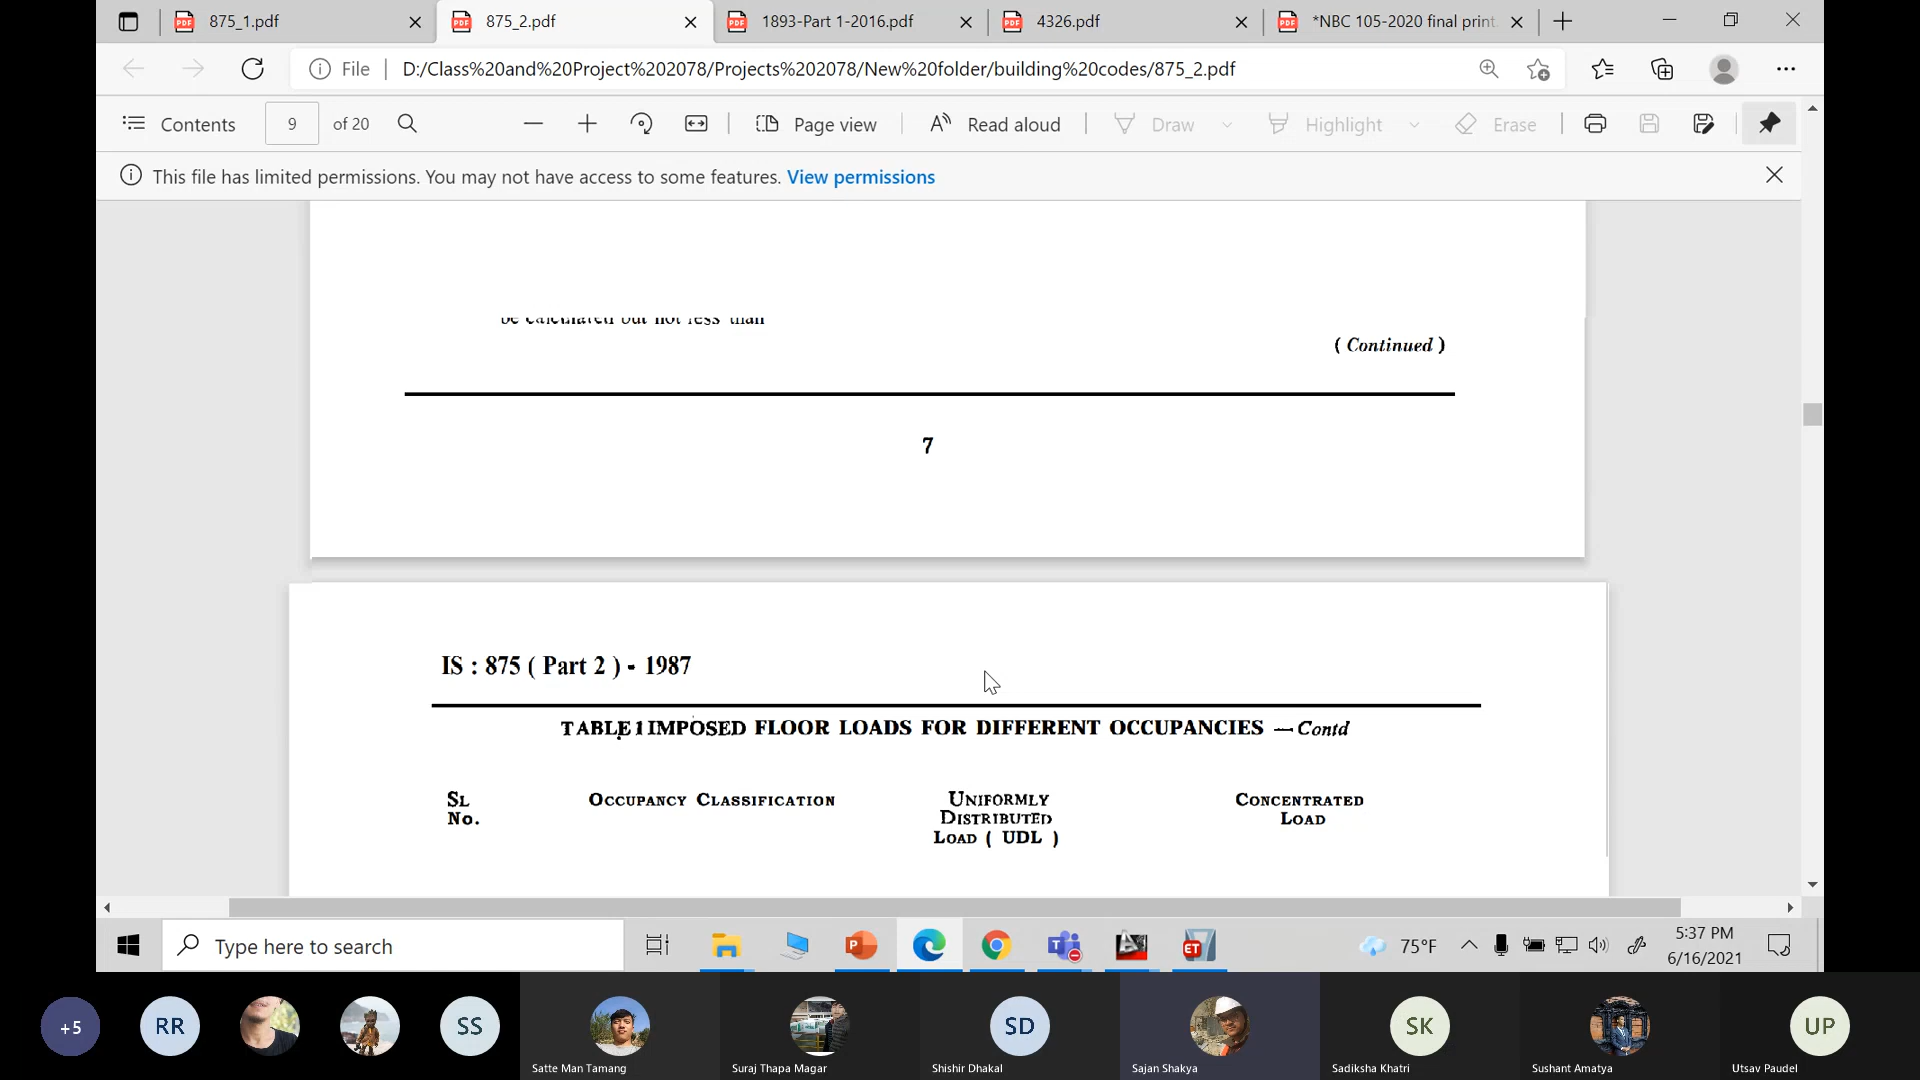 875_1.pdf
875_2.pdf
1893-Part 1-2016.pdf
4326.pdf
*NBC 105-2020 final print.
File
D:/Class%20and%20Project%202078/Projects%202078/New%20folder/building%20codes/875_2.pdf
Contents
9
of 20
Page view
Read aloud
Draw
Highlight
Erase
This file has limited permissions. You may not have access to some features. View permissions
be calculated but not less than
( Continued )
7
IS : 875 ( Part 2 ) - 1987
TABLE 1 IMPOSED FLOOR LOADS FOR DIFFERENT OCCUPANCIES — Contd
SL
No.
OCCUPANCY CLASSIFICATION
UNIFORMLY
DISTRIBUTED
LOAD ( UDL )
CONCENTRATED
LOAD
Type here to search
75°F
5:37 PM
6/16/2021
+5
RR
SS
Satte Man Tamang
Suraj Thapa Magar
SD
Shishir Dhakal
Sajan Shakya
SK
Sadiksha Khatri
Sushant Amatya
UP
Utsav Paudel